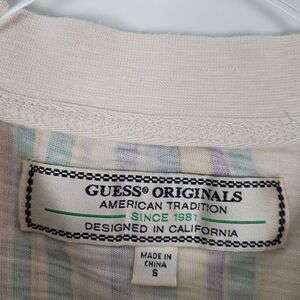 GUESS® ORIGINALS
AMERICAN TRADITION
SINCE 1981
DESIGNED IN CALIFORNIA
MADE IN
CHINA
S